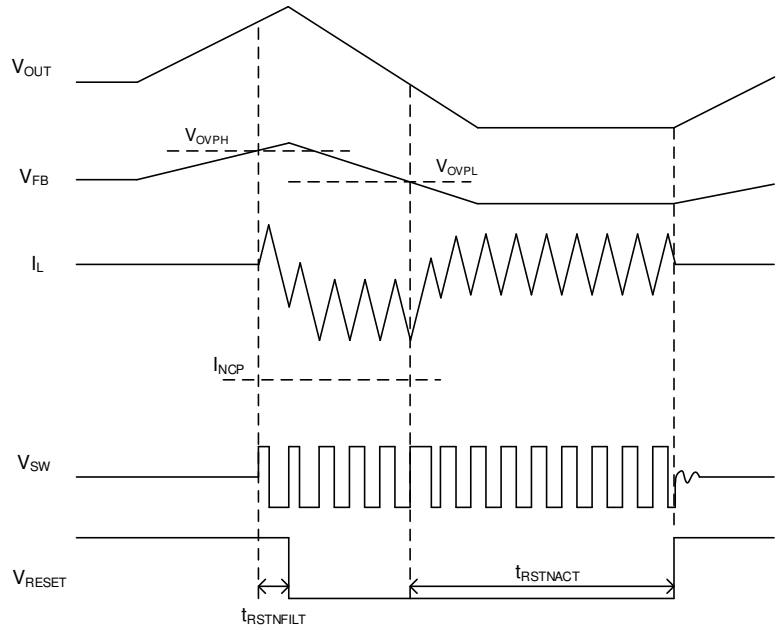 VOUT
VOVPH
VOVPL
VFB
IL
INCP
VSW
VRESET
tRSTNACT
tRSTNFILT